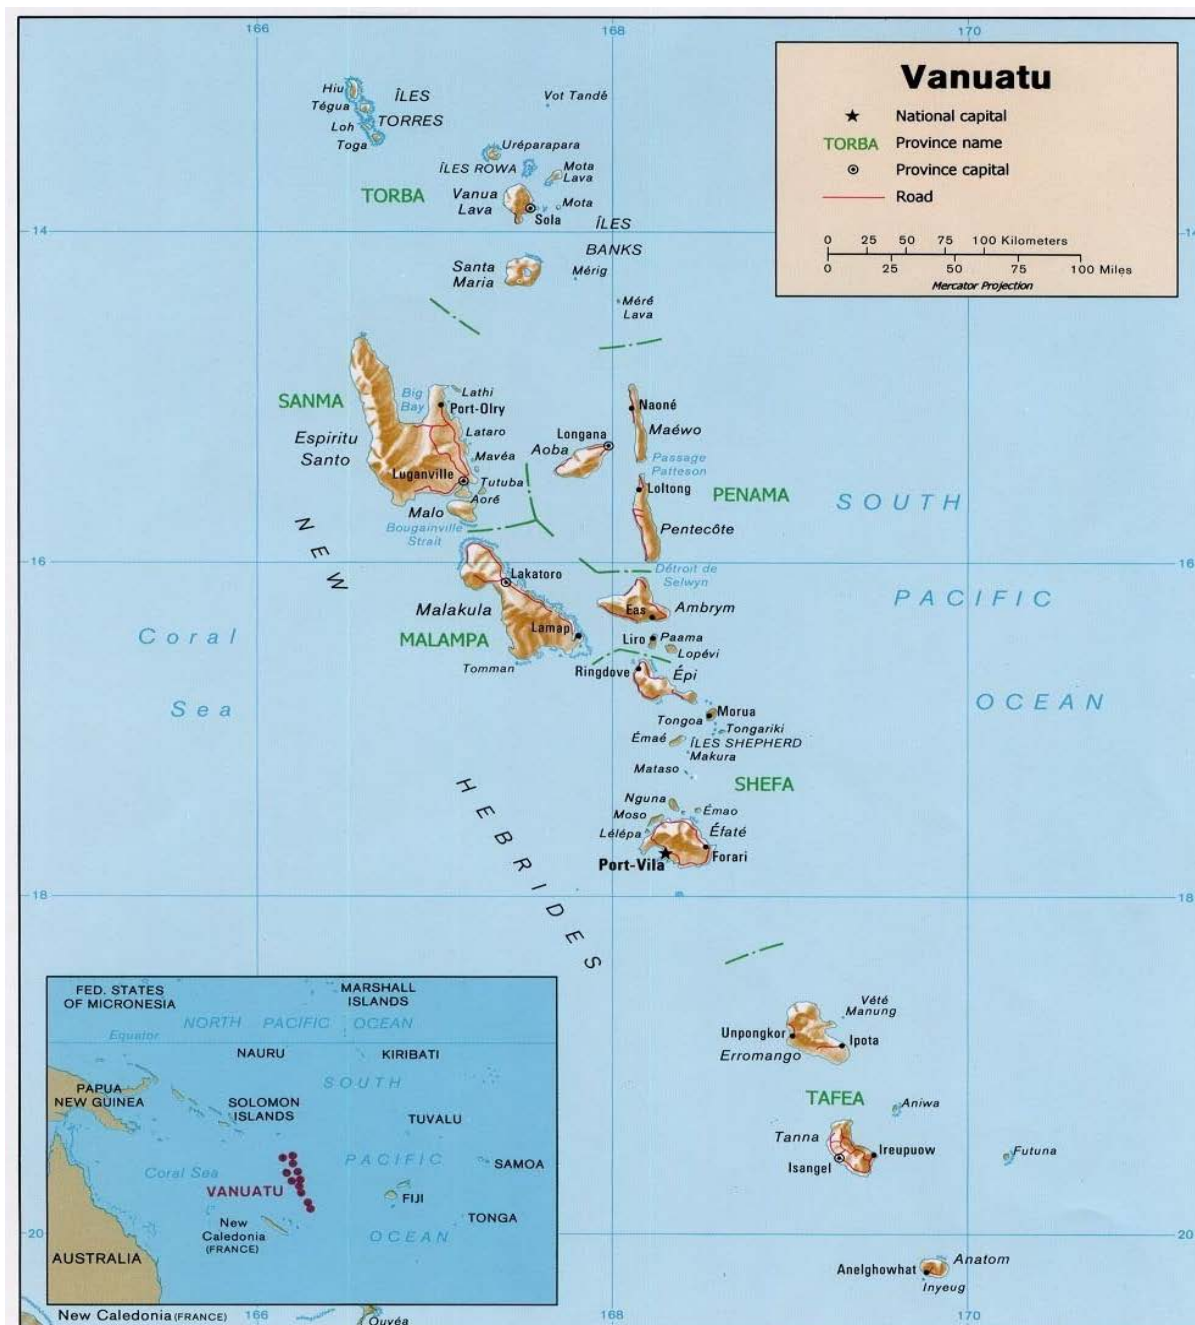 166
168
170
Vanuatu
National capital
TORBA Province name
Province capital
Road
0 25 50 75 100 Kilometers
0 25 50 75 100 Miles
Mercator Projection
Hiu
Tégua
Loh
Toga
ÎLES
TORRES
Vot Tandé
Uréparapara
ÎLES ROWA
Mota
Lava
TORBA
Vanua
Lava
Sola
Mota
14
14
ÎLES
BANKS
Santa
Maria
Mérig
Méré
Lava
SANMA
Big
Bay
Lathi
Port-Olry
Espiritu
Santo
Lataro
Mavéa
Luganville
Tutuba
Aoré
Malo
Bougainville
Strait
Naoné
Maéwo
Longana
Aoba
Passage
Patteson
Loltong
PENAMA
Pentecôte
SOUTH
PACIFIC
OCEAN
NEW
HEBRIDES
16
16
Détroit de
Selwyn
Lakatoro
Malakula
MALAMPA
Lamap
Tomman
Eas
Ambrym
Liro
Paama
Lopévi
Coral
Sea
Ringdove
Épi
Morua
Tongoa
Tongariki
Émaé
ÎLES SHEPHERD
Makura
Mataso
SHEFA
Nguna
Moso
Émao
Lélépa
Éfaté
Port-Vila
Forari
18
18
Vété
Manung
Unpongkor
Ipota
Erromango
TAFEA
Aniwa
Tanna
Ireupuow
Isangel
Futuna
20
20
Anatom
Anelghowhat
Inyeug
FED. STATES
OF MICRONESIA
MARSHALL
ISLANDS
NORTH PACIFIC OCEAN
Equator
NAURU
KIRIBATI
SOUTH
PAPUA
NEW GUINEA
SOLOMON
ISLANDS
TUVALU
Coral Sea
PACIFIC
SAMOA
VANUATU
FIJI
New
Caledonia
(FRANCE)
TONGA
OCEAN
AUSTRALIA
New Caledonia (FRANCE)
166
Ouvéa
168
170